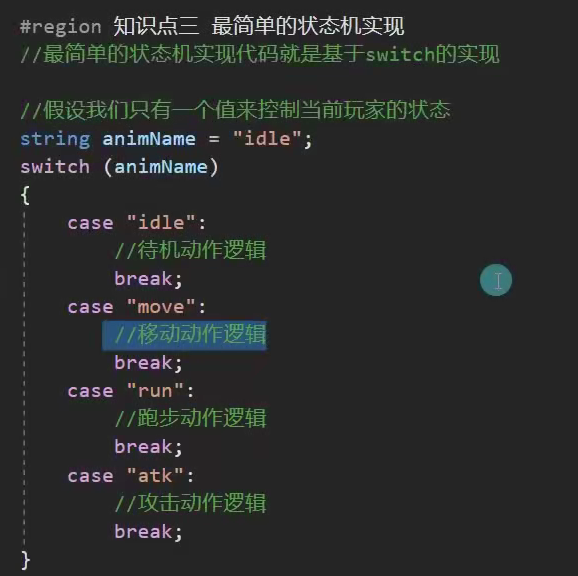 #region 知识点三 最简单的状态机实现
//最简单的状态机实现代码就是基于switch的实现
//假设我们只有一个值来控制当前玩家的状态
string animName = "idle";
switch (animName)
{
case "idle":
//待机动作逻辑
break;
case "move":
//移动动作逻辑
break;
case "run":
//跑步动作逻辑
break;
case "atk":
//攻击动作逻辑
break;
}